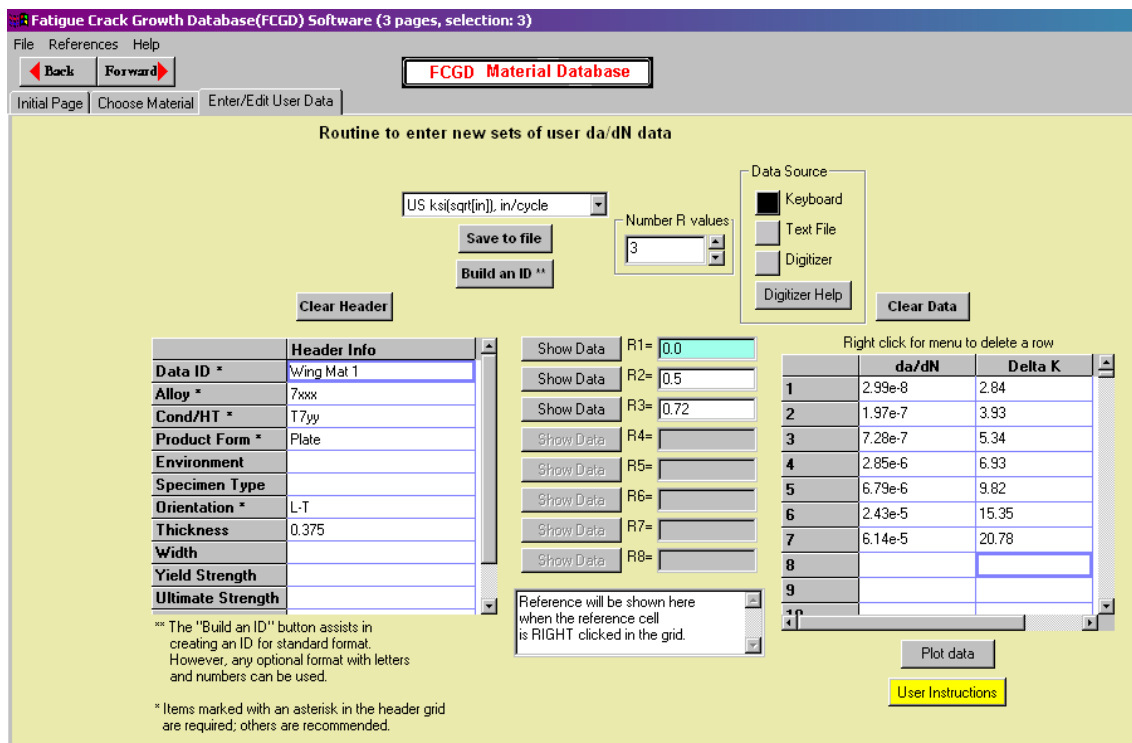 Fatigue Crack Growth Database(FCGD) Software (3 pages, selection: 3)
File References Help
Back Forward
FCGD Material Database
Initial Page Choose Material Enter/Edit User Data
Routine to enter new sets of user da/dN data
US ksi(sqrt[in]), in/cycle
Save to file
Build an ID **
Number R values
3
Data Source
Keyboard
Text File
Digitizer
Digitizer Help
Clear Header
Clear Data
Header Info
Data ID * Wing Mat 1
Alloy * 7xxx
Cond/HT * T7yy
Product Form * Plate
Environment
Specimen Type
Orientation * L-T
Thickness 0.375
Width
Yield Strength
Ultimate Strength
Show Data R1= 0.0
Show Data R2= 0.5
Show Data R3= 0.72
Show Data R4=
Show Data R5=
Show Data R6=
Show Data R7=
Show Data R8=
Reference will be shown here
when the reference cell
is RIGHT clicked in the grid.
Right click for menu to delete a row
da/dN Delta K
1 2.99e-8 2.84
2 1.97e-7 3.93
3 7.28e-7 5.34
4 2.85e-6 6.93
5 6.79e-6 9.82
6 2.43e-5 15.35
7 6.14e-5 20.78
8
9
10
** The "Build an ID" button assists in
creating an ID for standard format.
However, any optional format with letters
and numbers can be used.
* Items marked with an asterisk in the header grid
are required; others are recommended.
Plot data
User Instructions